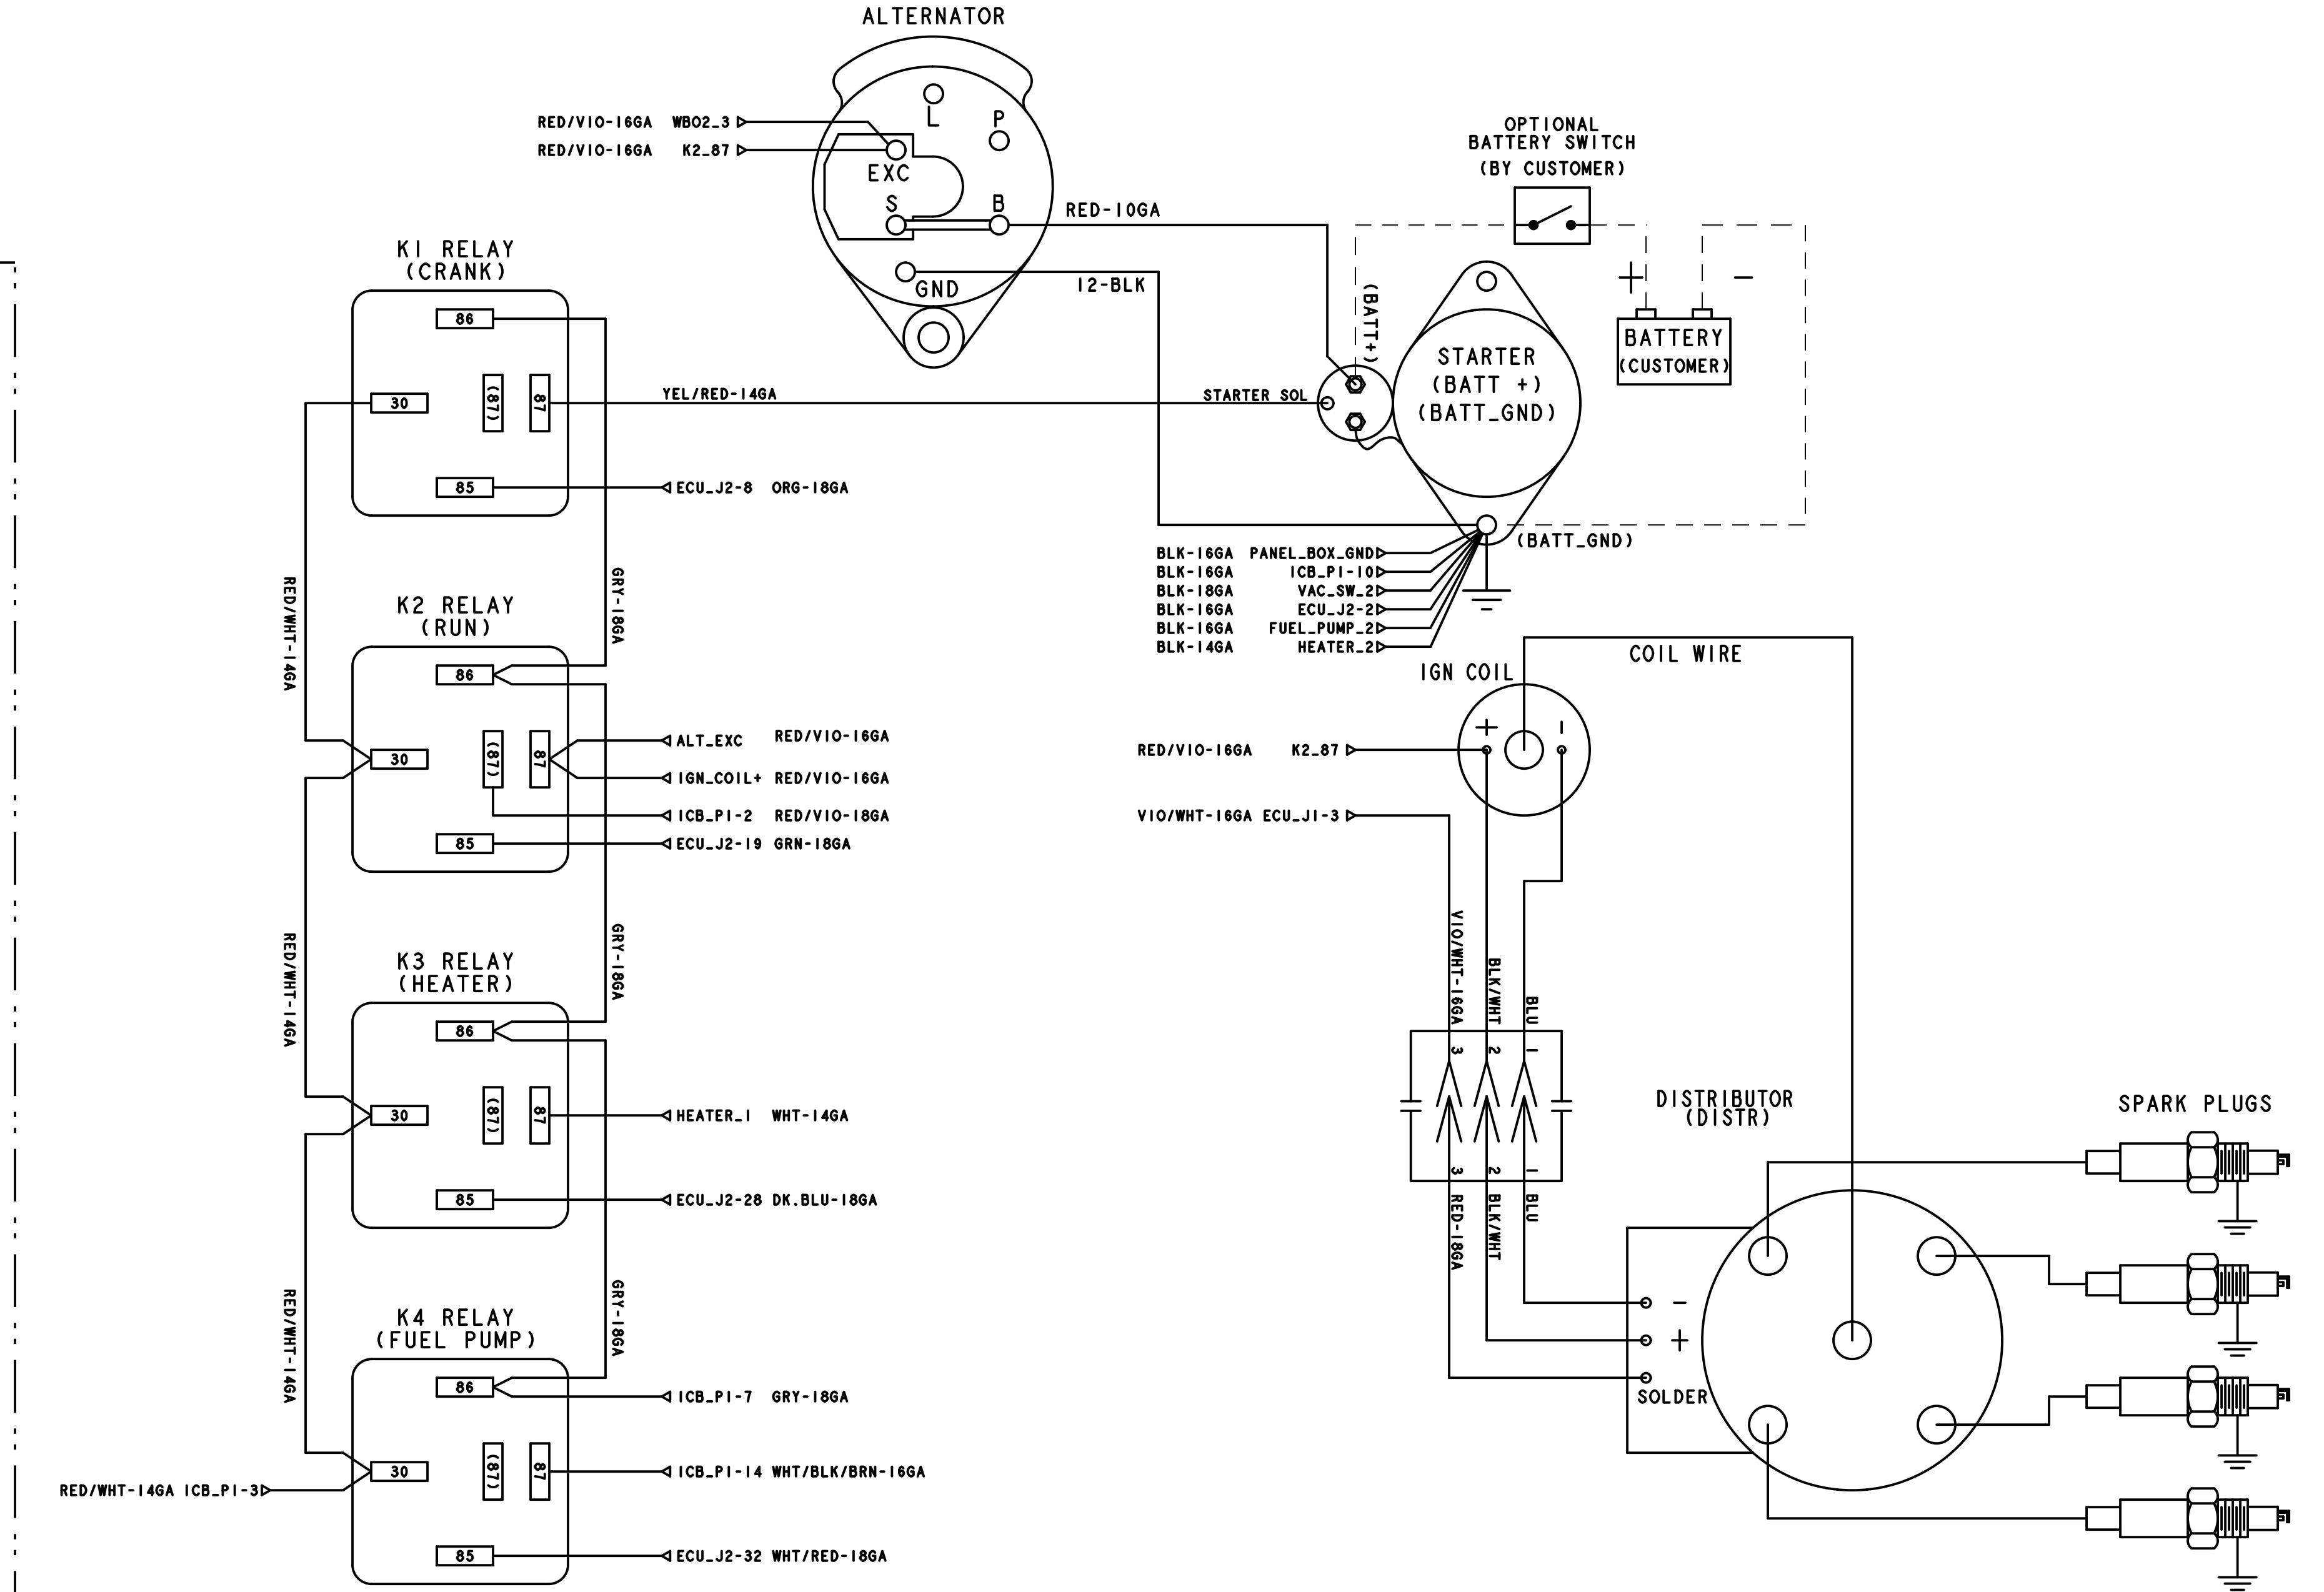 ALTERNATOR
RED/VIO-16GA WBO2_3
RED/VIO-16GA K2_87
L
P
EXC
S
B
GND
RED-10GA
12-BLK
OPTIONAL
BATTERY SWITCH
(BY CUSTOMER)
+
-
BATTERY
(CUSTOMER)
(BATT+)
STARTER
(BATT +)
(BATT_GND)
STARTER SOL
(BATT_GND)
BLK-16GA PANEL_BOX_GND
BLK-16GA ICB_P1-10
BLK-18GA VAC_SW_2
BLK-16GA ECU_J2-2
BLK-16GA FUEL_PUMP_2
BLK-14GA HEATER_2
K1 RELAY
(CRANK)
86
30
(87)
87
85
YEL/RED-14GA
ECU_J2-8 ORG-18GA
RED/WHT-14GA
GRY-18GA
K2 RELAY
(RUN)
86
30
(87)
87
85
ALT_EXC RED/VIO-16GA
IGN_COIL+ RED/VIO-16GA
ICB_P1-2 RED/VIO-18GA
ECU_J2-19 GRN-18GA
RED/WHT-14GA
GRY-18GA
K3 RELAY
(HEATER)
86
30
(87)
87
85
HEATER_1 WHT-14GA
ECU_J2-28 DK.BLU-18GA
RED/WHT-14GA
GRY-18GA
K4 RELAY
(FUEL PUMP)
86
30
(87)
87
85
ICB_P1-7 GRY-18GA
ICB_P1-14 WHT/BLK/BRN-16GA
RED/WHT-14GA ICB_P1-3
ECU_J2-32 WHT/RED-18GA
IGN COIL
COIL WIRE
+
-
RED/VIO-16GA K2_87
VIO/WHT-16GA ECU_J1-3
VIO/WHT-16GA
BLK/WHT
BLU
3
2
1
3
2
1
RED-18GA
BLK/WHT
BLU
DISTRIBUTOR
(DISTR)
-
+
SOLDER
SPARK PLUGS